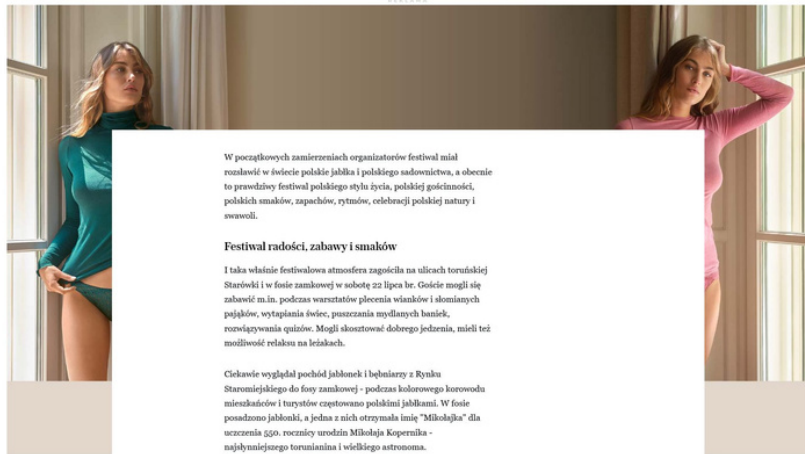 W początkowych zamierzeniach organizatorów festiwal miał
rozsławić w świecie polskie jabłka i polskiego sadownictwa, a obecnie
to prawdziwy festiwal polskiego stylu życia, polskiej gościnności,
polskich smaków, zapachów, rytmów, celebracji polskiej natury i
swawoli.
Festiwal radości, zabawy i smaków
I taka właśnie festiwalowa atmosfera zagościła na ulicach toruńskiej
Starówki i w fosie zamkowej w sobotę 22 lipca br. Goście mogli się
zabawić m.in. podczas warsztatów plecenia wianków i słomianych
pająków, wytapiania świec, puszczania mydlanych baniek,
rozwiązywania quizów. Mogli skosztować dobrego jedzenia, mieli też
możliwość relaksu na leżakach.
Ciekawie wyglądał pochód jabłonek i bębniarzy z Rynku
Staromiejskiego do fosy zamkowej - podczas kolorowego korowodu
mieszkańców i turystów częstowano polskimi jabłkami. W fosie
posadzono jabłonki, a jedna z nich otrzymała imię "Mikołajka" dla
uczczenia 550. rocznicy urodzin Mikołaja Kopernika -
najsłynniejszego torunianina i wielkiego astronoma.